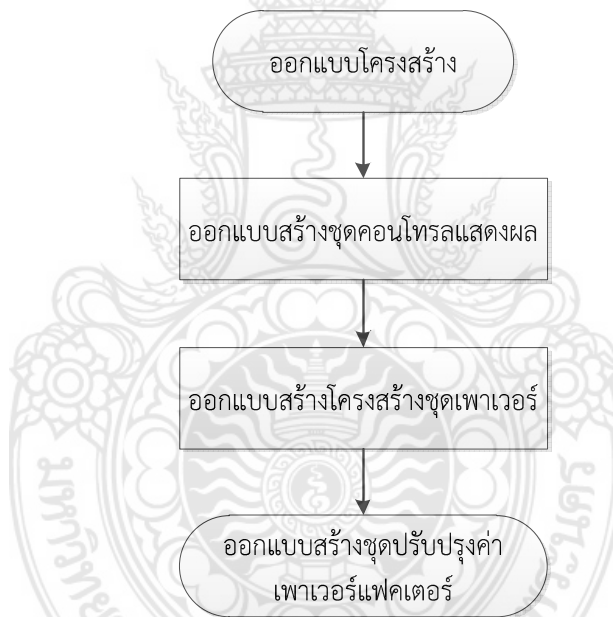 ออกแบบโครงสร้าง
ออกแบบสร้างชุดคอนโทรลแสดงผล
ออกแบบสร้างโครงสร้างชุดเพาเวอร์
ออกแบบสร้างชุดปรับปรุงค่า
เพาเวอร์แฟคเตอร์